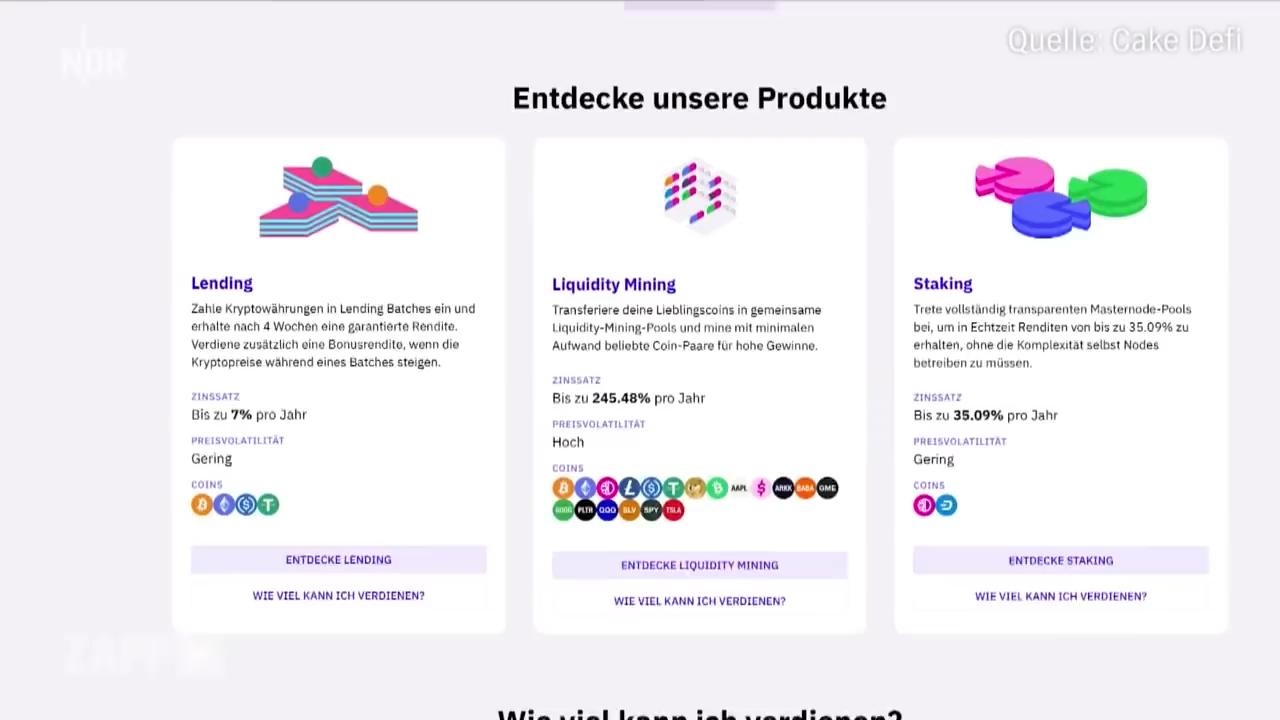 NDR
Quelle: Cake Defi
Entdecke unsere Produkte
Lending
Zahle Kryptowährungen in Lending Batches ein und
erhalte nach 4 Wochen eine garantierte Rendite.
Verdiene zusätzlich eine Bonusrendite, wenn die
Kryptopreise während eines Batches steigen.
ZINSSATZ
Bis zu 7% pro Jahr
PREISVOLATILITÄT
Gering
COINS
ENTDECKE LENDING
WIE VIEL KANN ICH VERDIENEN?
Liquidity Mining
Transferiere deine Lieblingscoins in gemeinsame
Liquidity-Mining-Pools und mine mit minimalen
Aufwand beliebte Coin-Paare für hohe Gewinne.
ZINSSATZ
Bis zu 245.48% pro Jahr
PREISVOLATILITÄT
Hoch
COINS
AAPL ARKK BABA GME
GOOG PLTR QQQ SLV SPY TSLA
ENTDECKE LIQUIDITY MINING
WIE VIEL KANN ICH VERDIENEN?
Staking
Trete vollständig transparenten Masternode-Pools
bei, um in Echtzeit Renditen von bis zu 35.09% zu
erhalten, ohne die Komplexität selbst Nodes
betreiben zu müssen.
ZINSSATZ
Bis zu 35.09% pro Jahr
PREISVOLATILITÄT
Gering
COINS
ENTDECKE STAKING
WIE VIEL KANN ICH VERDIENEN?
ZAPP
Wie viel kann ich verdienen?